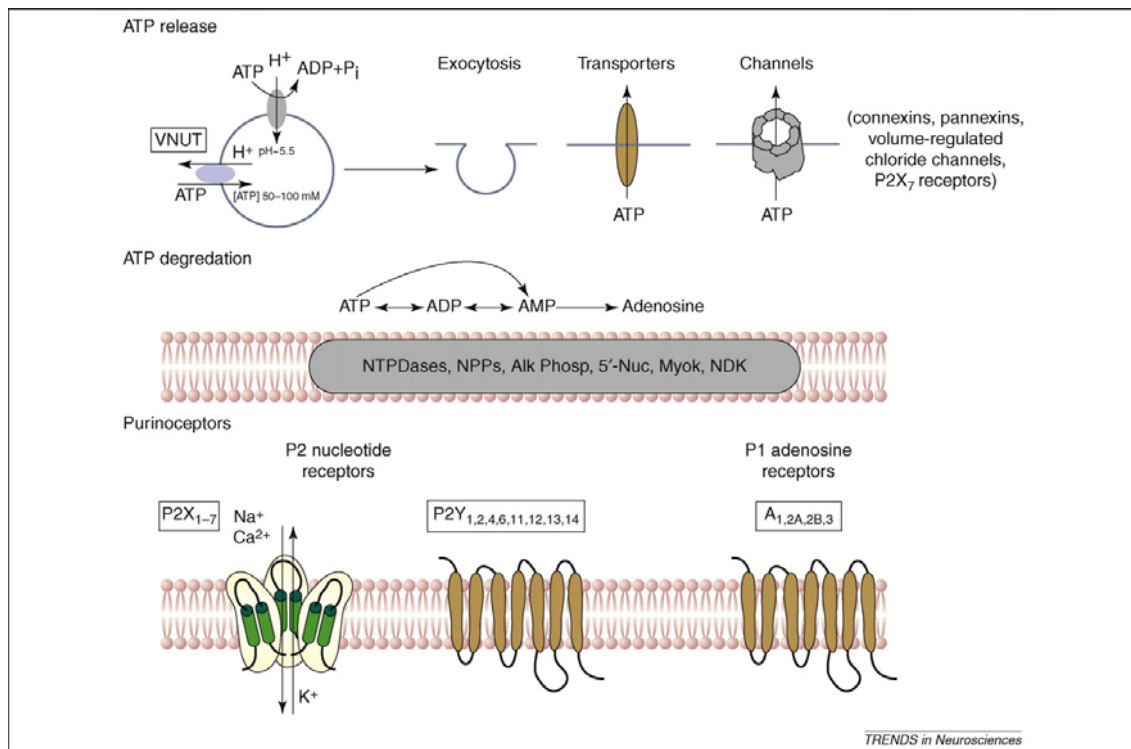 ATP release
ATP H⁺ ADP+Pi
VNUT
H⁺ pH~5.5
ATP [ATP] 50–100 mM
Exocytosis
Transporters
ATP
Channels
ATP
(connexins, pannexins,
volume-regulated
chloride channels,
P2X₇ receptors)
ATP degredation
ATP ADP AMP Adenosine
NTPDases, NPPs, Alk Phosp, 5′-Nuc, Myok, NDK
Purinoceptors
P2 nucleotide
receptors
P1 adenosine
receptors
P2X₁₋₇
Na⁺
Ca²⁺
K⁺
P2Y₁,₂,₄,₆,₁₁,₁₂,₁₃,₁₄
A₁,₂A,₂B,₃
TRENDS in Neurosciences